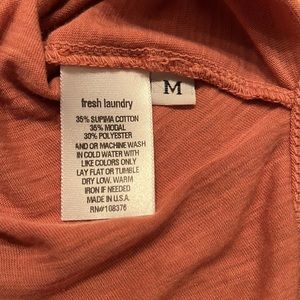 fresh laundry
M
35% SUPIMA COTTON
35% MODAL
30% POLYESTER
AND OR MACHINE WASH
IN COLD WATER WITH
LIKE COLORS ONLY
LAY FLAT OR TUMBLE
DRY LOW. WARM
IRON IF NEEDED
MADE IN U.S.A.
RN#108376